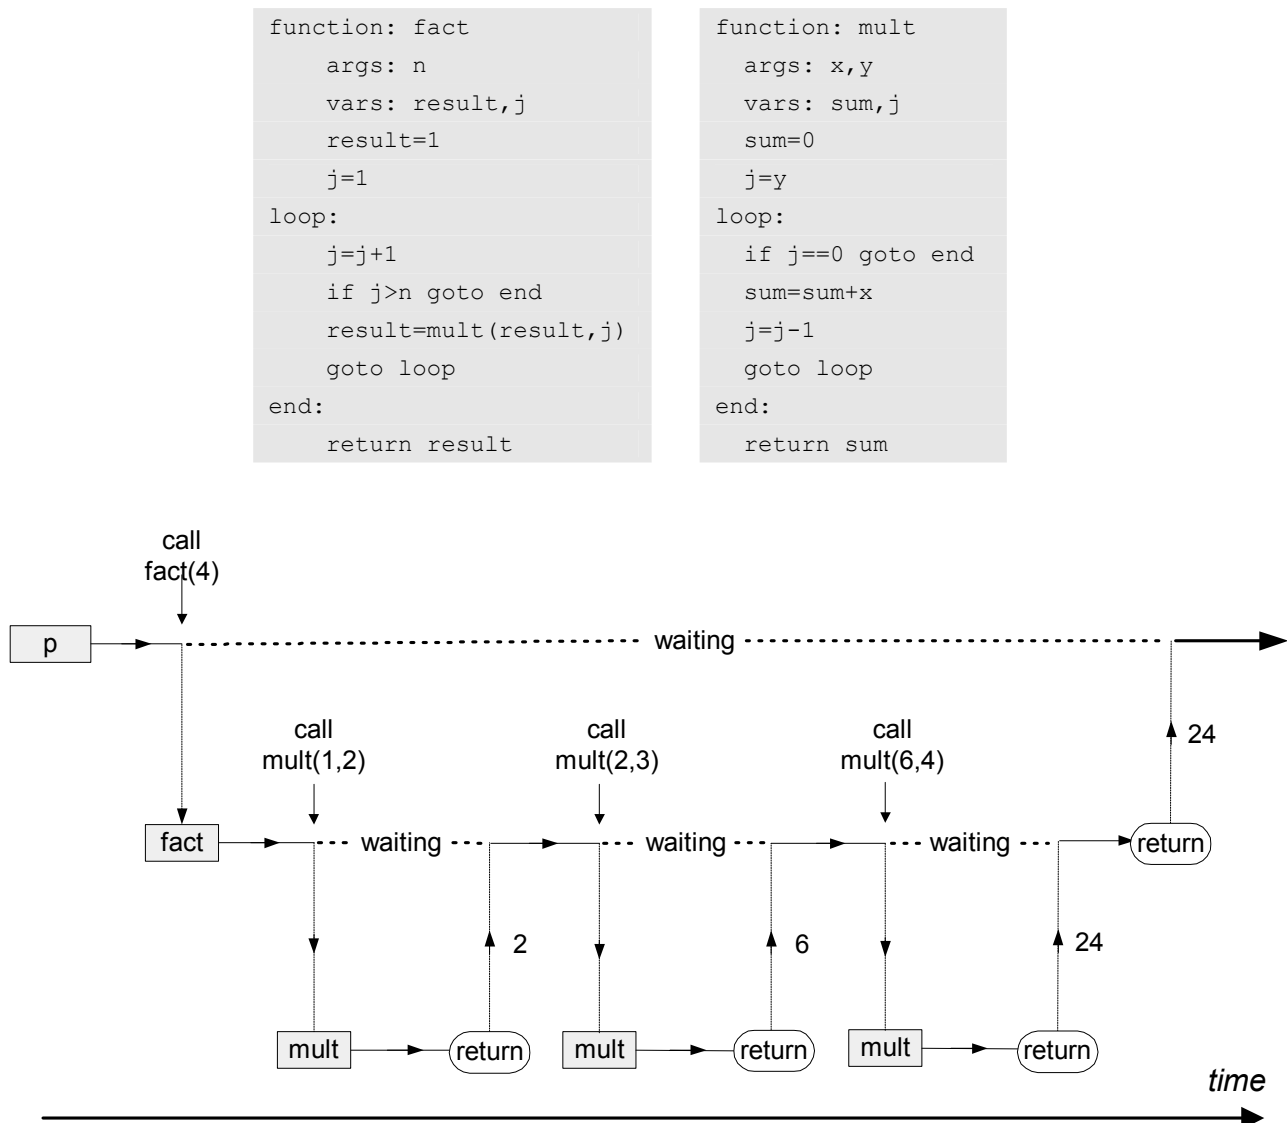 function: fact
args: n
vars: result,j
result=1
j=1
loop:
j=j+1
if j>n goto end
result=mult(result,j)
goto loop
end:
return result
function: mult
args: x,y
vars: sum,j
sum=0
j=y
loop:
if j==0 goto end
sum=sum+x
j=j-1
goto loop
end:
return sum
call
fact(4)
p
waiting
24
call
mult(1,2)
call
mult(2,3)
call
mult(6,4)
fact
waiting
waiting
waiting
return
2
6
24
mult
return
mult
return
mult
return
time